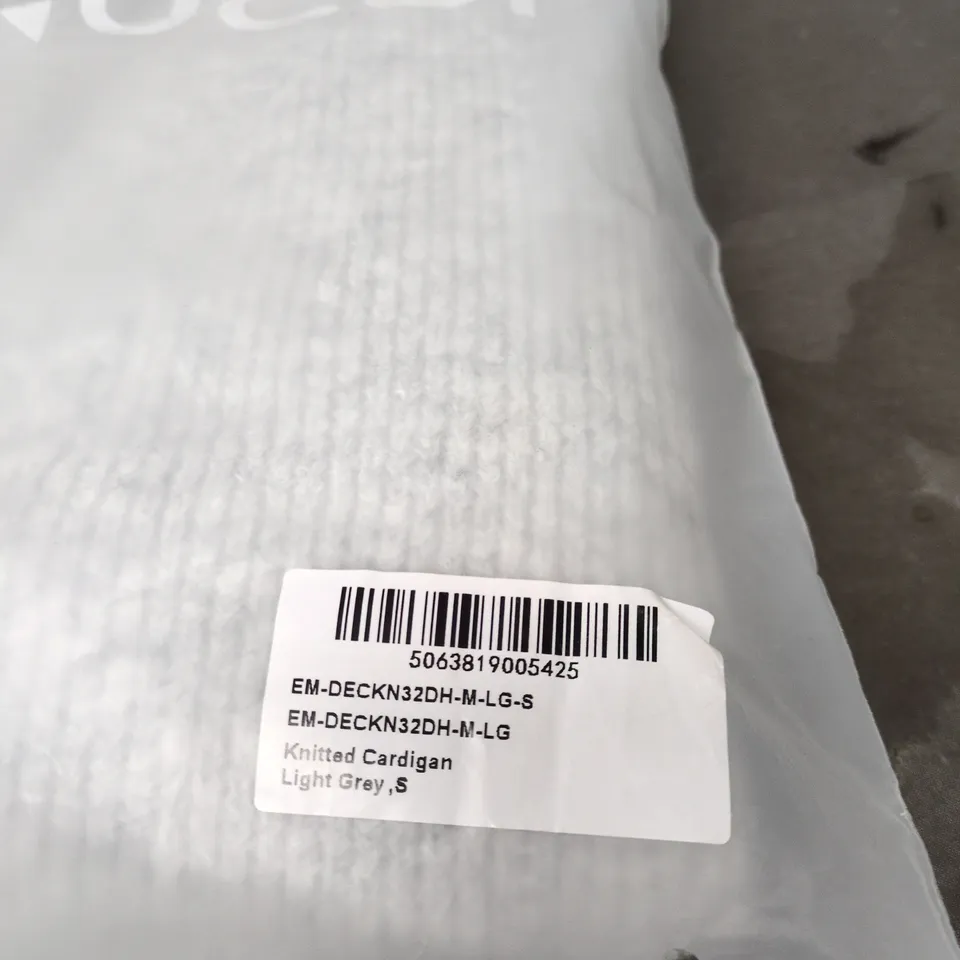 5063819005425
EM-DECKN32DH-M-LG-S
EM-DECKN32DH-M-LG
Knitted Cardigan
Light Grey ,S